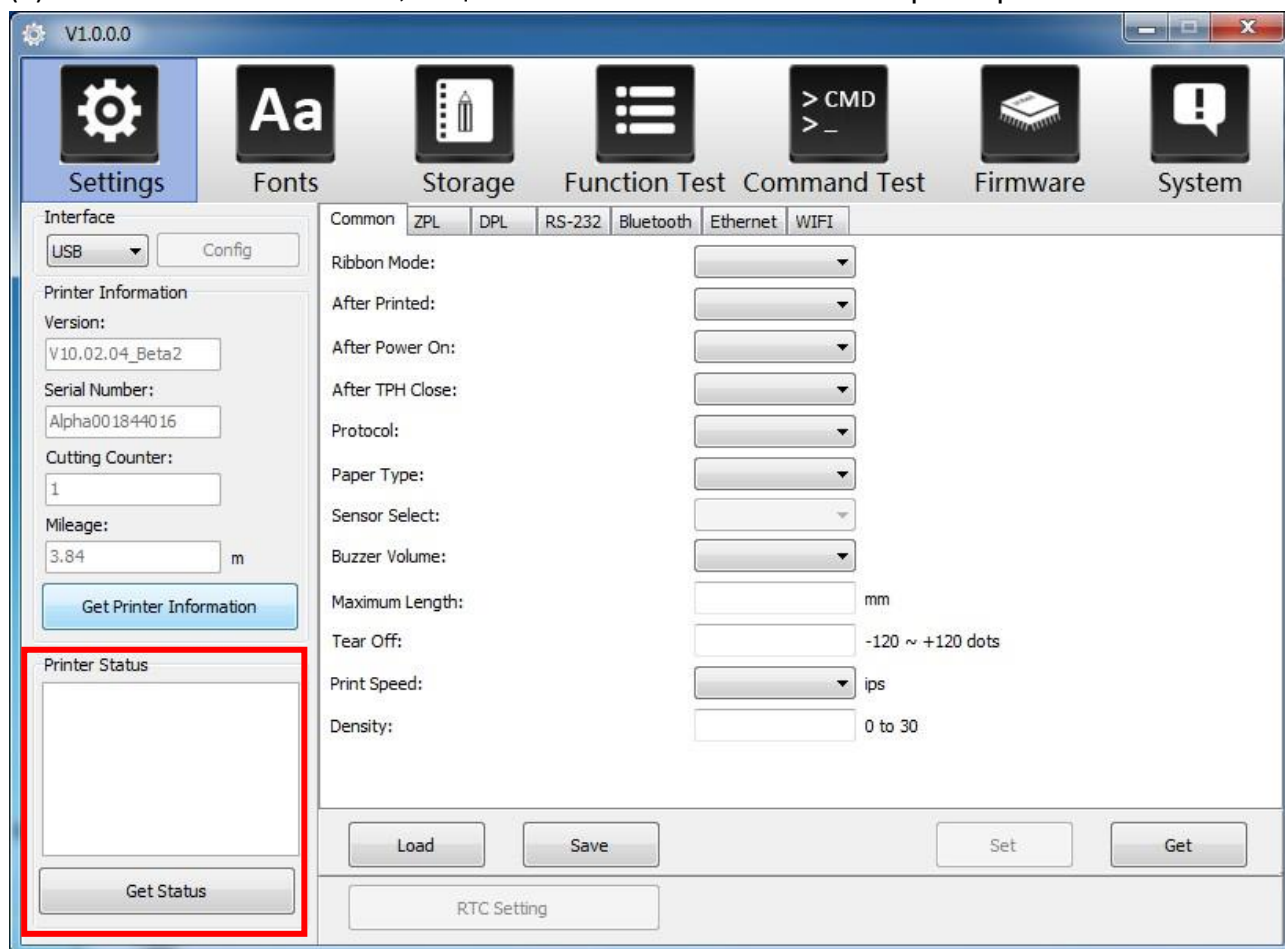 V1.0.0.0
Aa
> CMD
> _
Settings Fonts Storage Function Test Command Test Firmware System
Interface
USB Config
Printer Information
Version:
V10.02.04_Beta2
Serial Number:
Alpha001844016
Cutting Counter:
1
Mileage:
3.84 m
Get Printer Information
Printer Status
Get Status
Common ZPL DPL RS-232 Bluetooth Ethernet WIFI
Ribbon Mode:
After Printed:
After Power On:
After TPH Close:
Protocol:
Paper Type:
Sensor Select:
Buzzer Volume:
Maximum Length: mm
Tear Off: -120 ~ +120 dots
Print Speed: ips
Density: 0 to 30
Load Save Set Get
RTC Setting